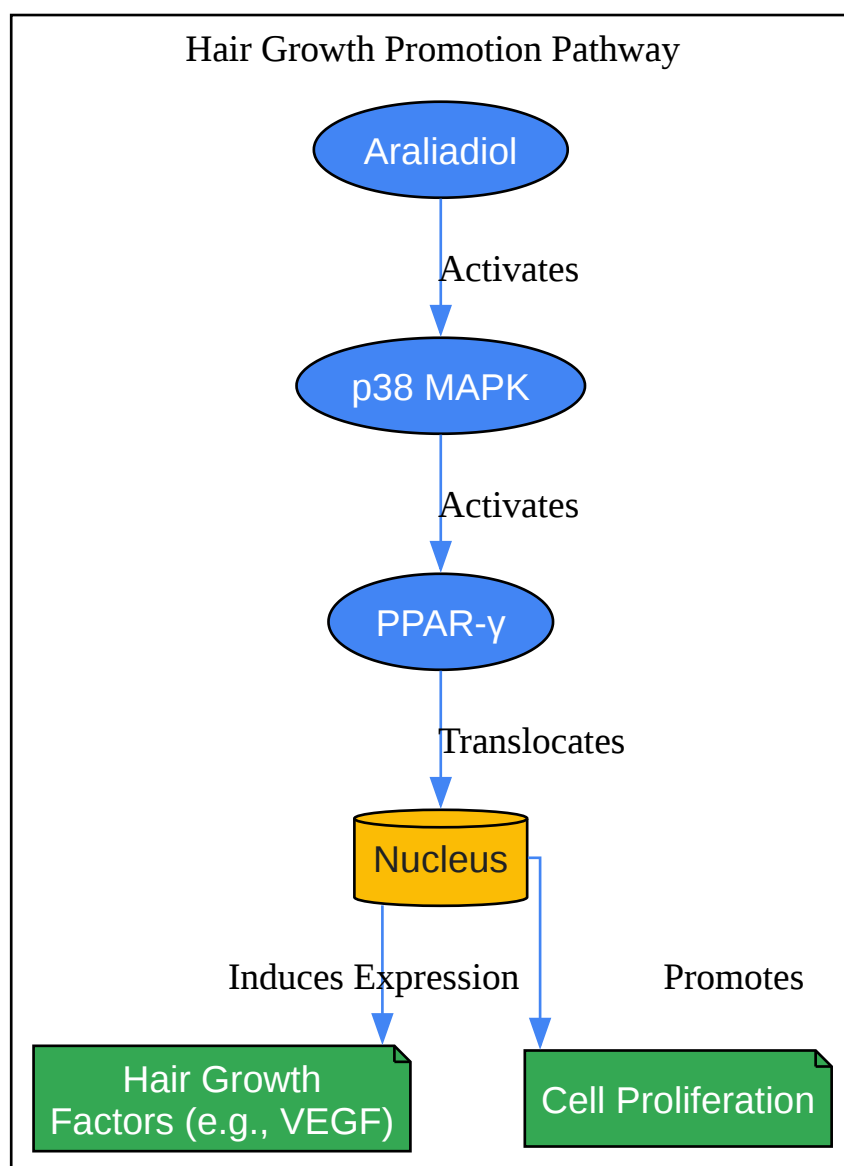 Hair Growth Promotion Pathway
Araliadiol
Activates
p38 MAPK
Activates
PPAR-γ
Translocates
Nucleus
Induces Expression
Promotes
Hair Growth
Factors (e.g., VEGF)
Cell Proliferation